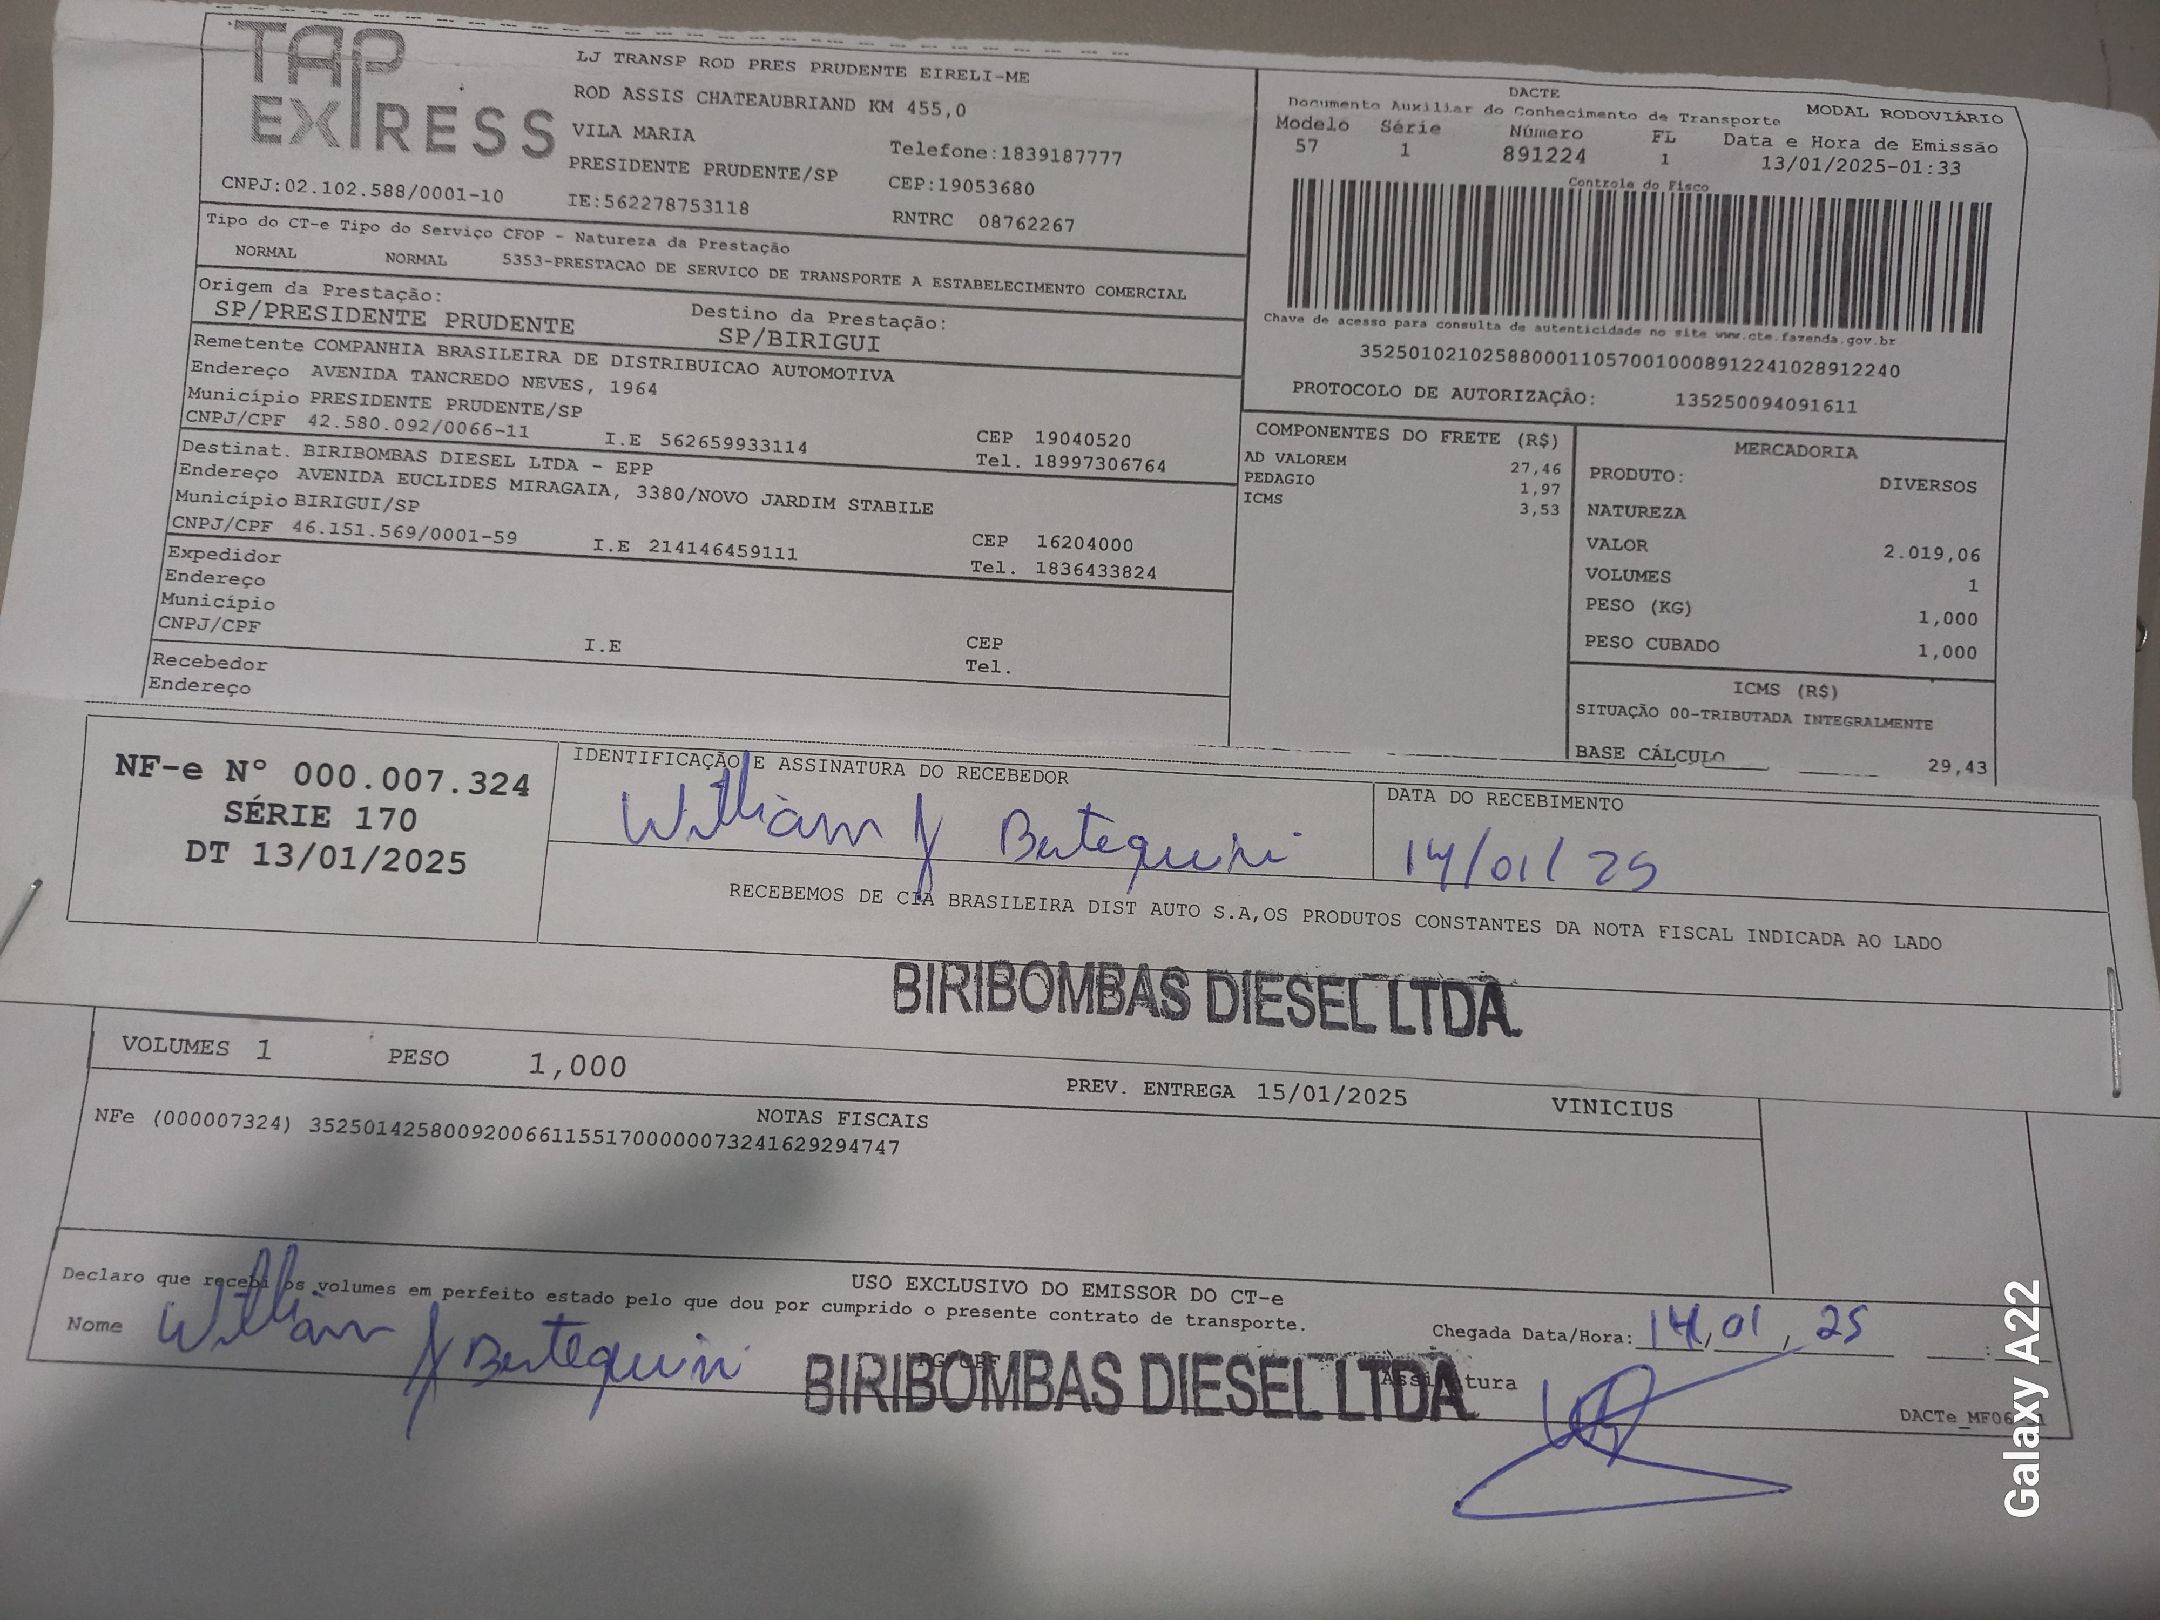 TAP EXPRESS
LJ TRANSP ROD PRES PRUDENTE EIRELI-ME
ROD ASSIS CHATEAUBRIAND KM 455,0
VILA MARIA
Telefone:1839187777
PRESIDENTE PRUDENTE/SP CEP:19053680
CNPJ:02.102.588/0001-10 IE:562278753118 RNTRC 08762267
Tipo do CT-e Tipo do Serviço CFOP - Natureza da Prestação
NORMAL NORMAL 5353-PRESTACAO DE SERVICO DE TRANSPORTE A ESTABELECIMENTO COMERCIAL
Origem da Prestação: Destino da Prestação:
SP/PRESIDENTE PRUDENTE SP/BIRIGUI
Remetente COMPANHIA BRASILEIRA DE DISTRIBUICAO AUTOMOTIVA
Endereço AVENIDA TANCREDO NEVES, 1964
Município PRESIDENTE PRUDENTE/SP CEP 19040520
CNPJ/CPF 42.580.092/0066-11 I.E 562659933114 Tel. 18997306764
Destinat. BIRIBOMBAS DIESEL LTDA - EPP
Endereço AVENIDA EUCLIDES MIRAGAIA, 3380/NOVO JARDIM STABILE
Município BIRIGUI/SP CEP 16204000
CNPJ/CPF 46.151.569/0001-59 I.E 214146459111 Tel. 1836433824
Expedidor
Endereço
Município CEP
CNPJ/CPF I.E Tel.
Recebedor
Endereço
DACTE
Documento Auxiliar do Conhecimento de Transporte MODAL RODOVIÁRIO
Modelo Série Número FL Data e Hora de Emissão
57 1 891224 1 13/01/2025-01:33
Controle do Fisco
Chave de acesso para consulta de autenticidade no site www.cte.fazenda.gov.br
35250102102588000110570010008912241028912240
PROTOCOLO DE AUTORIZAÇÂO: 135250094091611
COMPONENTES DO FRETE (R$)
AD VALOREM 27,46
PEDAGIO 1,97
ICMS 3,53
MERCADORIA
PRODUTO: DIVERSOS
NATUREZA
VALOR 2.019,06
VOLUMES 1
PESO (KG) 1,000
PESO CUBADO 1,000
ICMS (R$)
SITUAÇÃO 00-TRIBUTADA INTEGRALMENTE
BASE CÁLCULO 29,43
NF-e Nº 000.007.324
SÉRIE 170
DT 13/01/2025
IDENTIFICAÇÃO E ASSINATURA DO RECEBEDOR
William J Bertequini
DATA DO RECEBIMENTO
14/01/25
RECEBEMOS DE CIA BRASILEIRA DIST AUTO S.A,OS PRODUTOS CONSTANTES DA NOTA FISCAL INDICADA AO LADO
BIRIBOMBAS DIESEL LTDA.
VOLUMES 1 PESO 1,000 PREV. ENTREGA 15/01/2025 VINICIUS
NOTAS FISCAIS
NFe (000007324) 35250142580092006611551700000073241629294747
USO EXCLUSIVO DO EMISSOR DO CT-e
Declaro que recebi os volumes em perfeito estado pelo que dou por cumprido o presente contrato de transporte.
Nome William J Bertequini
Chegada Data/Hora: 14/01/25
BIRIBOMBAS DIESEL LTDA.
Assinatura
Galaxy A22